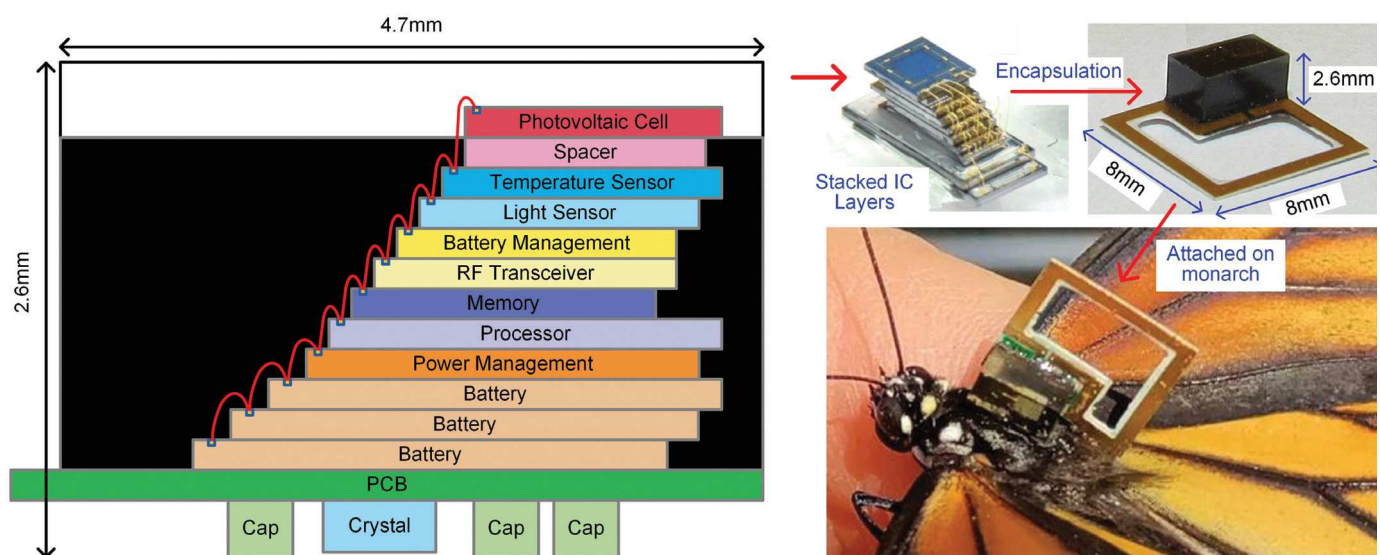 4.7mm
2.6mm
Photovoltaic Cell
Spacer
Temperature Sensor
Light Sensor
Battery Management
RF Transceiver
Memory
Processor
Power Management
Battery
Battery
Battery
PCB
Cap
Crystal
Cap
Cap
Stacked IC
Layers
Encapsulation
2.6mm
8mm
8mm
Attached on
monarch